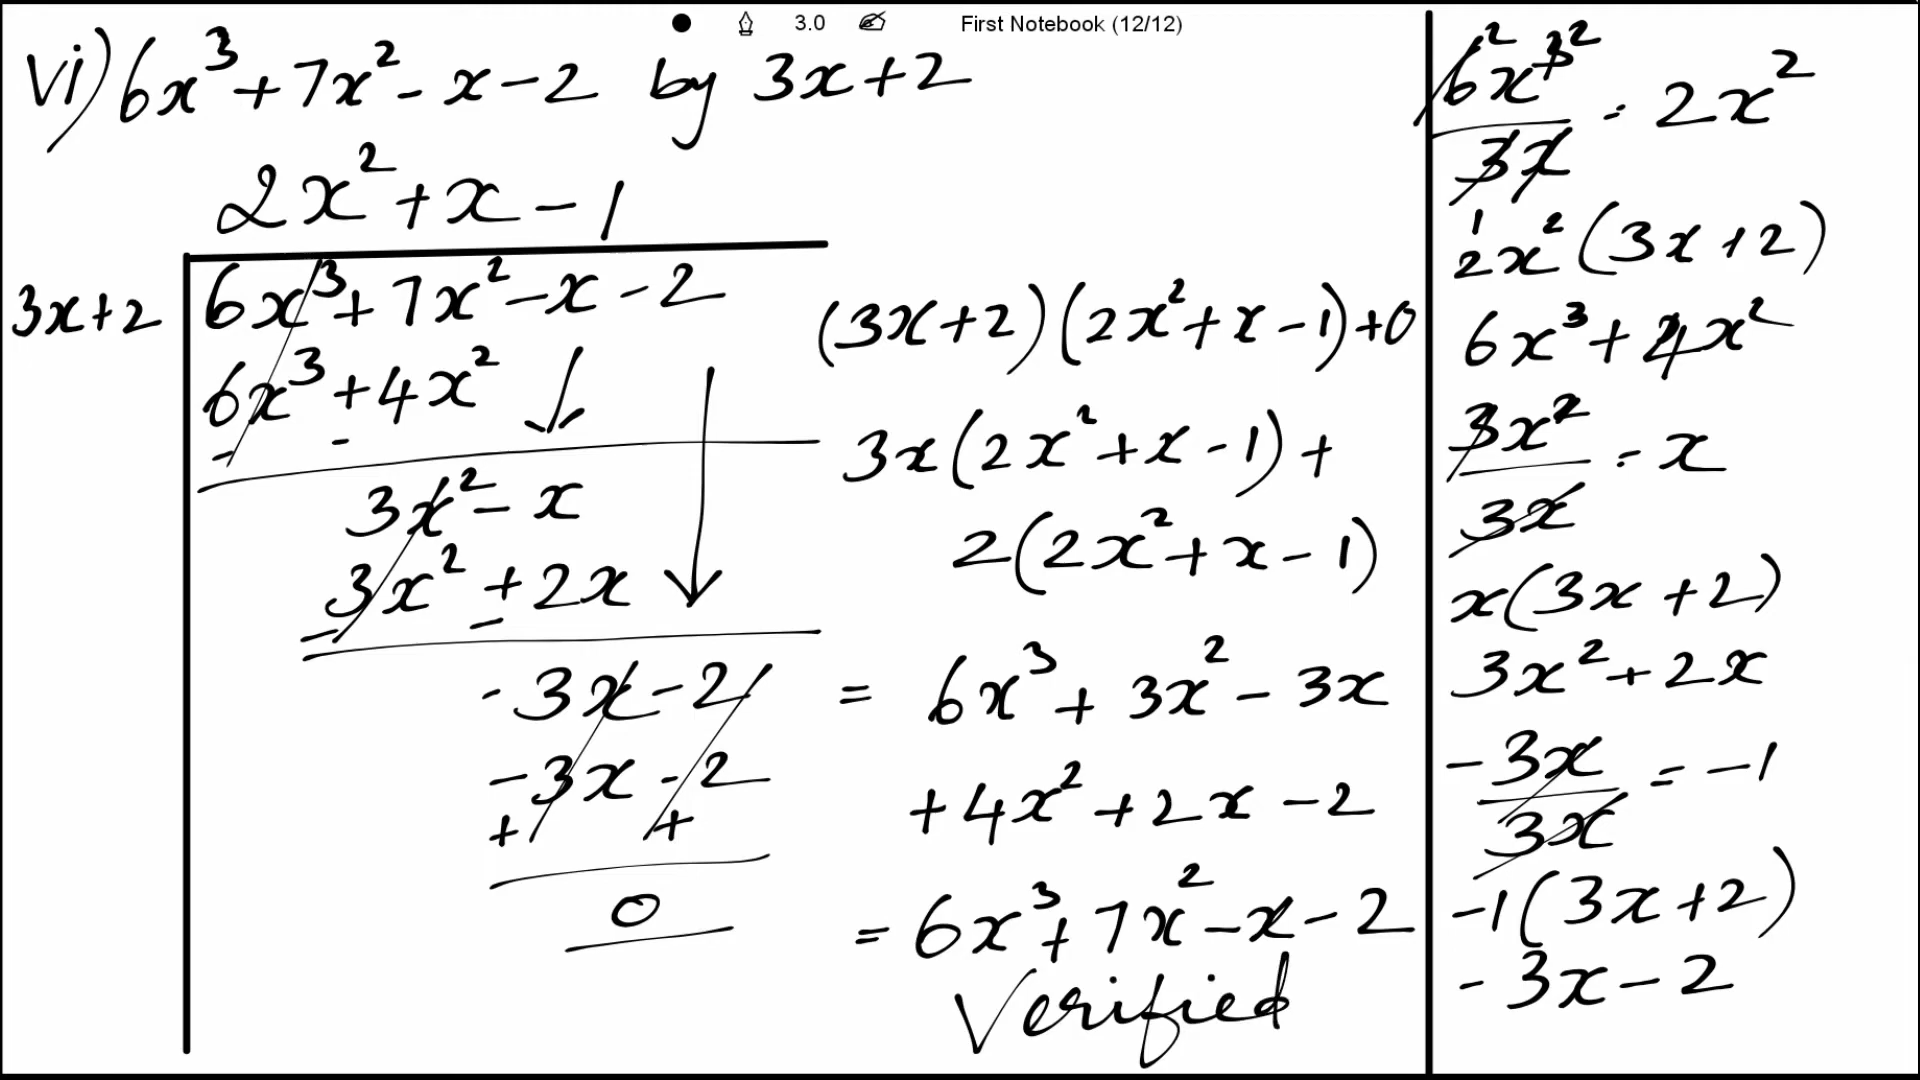 3.0 First Notebook (12/12)
vi) 6x³ + 7x² - x - 2 by 3x + 2
2x² + x - 1
3x+2 6x³ + 7x² - x - 2
6x³ + 4x²
- -
3x² - x
3x² + 2x
- -
- 3x - 2
- 3x - 2
+ +
0
(3x+2)(2x² + x - 1) + 0
3x(2x² + x - 1) +
2(2x² + x - 1)
= 6x³ + 3x² - 3x
+ 4x² + 2x - 2
= 6x³ + 7x² - x - 2
Verified
2 2
6x³ = 2x²
3x
1
2x²(3x + 2)
6x³ + 4x²
3x² = x
3x
x(3x + 2)
3x² + 2x
-3x = -1
3x
-1(3x + 2)
- 3x - 2